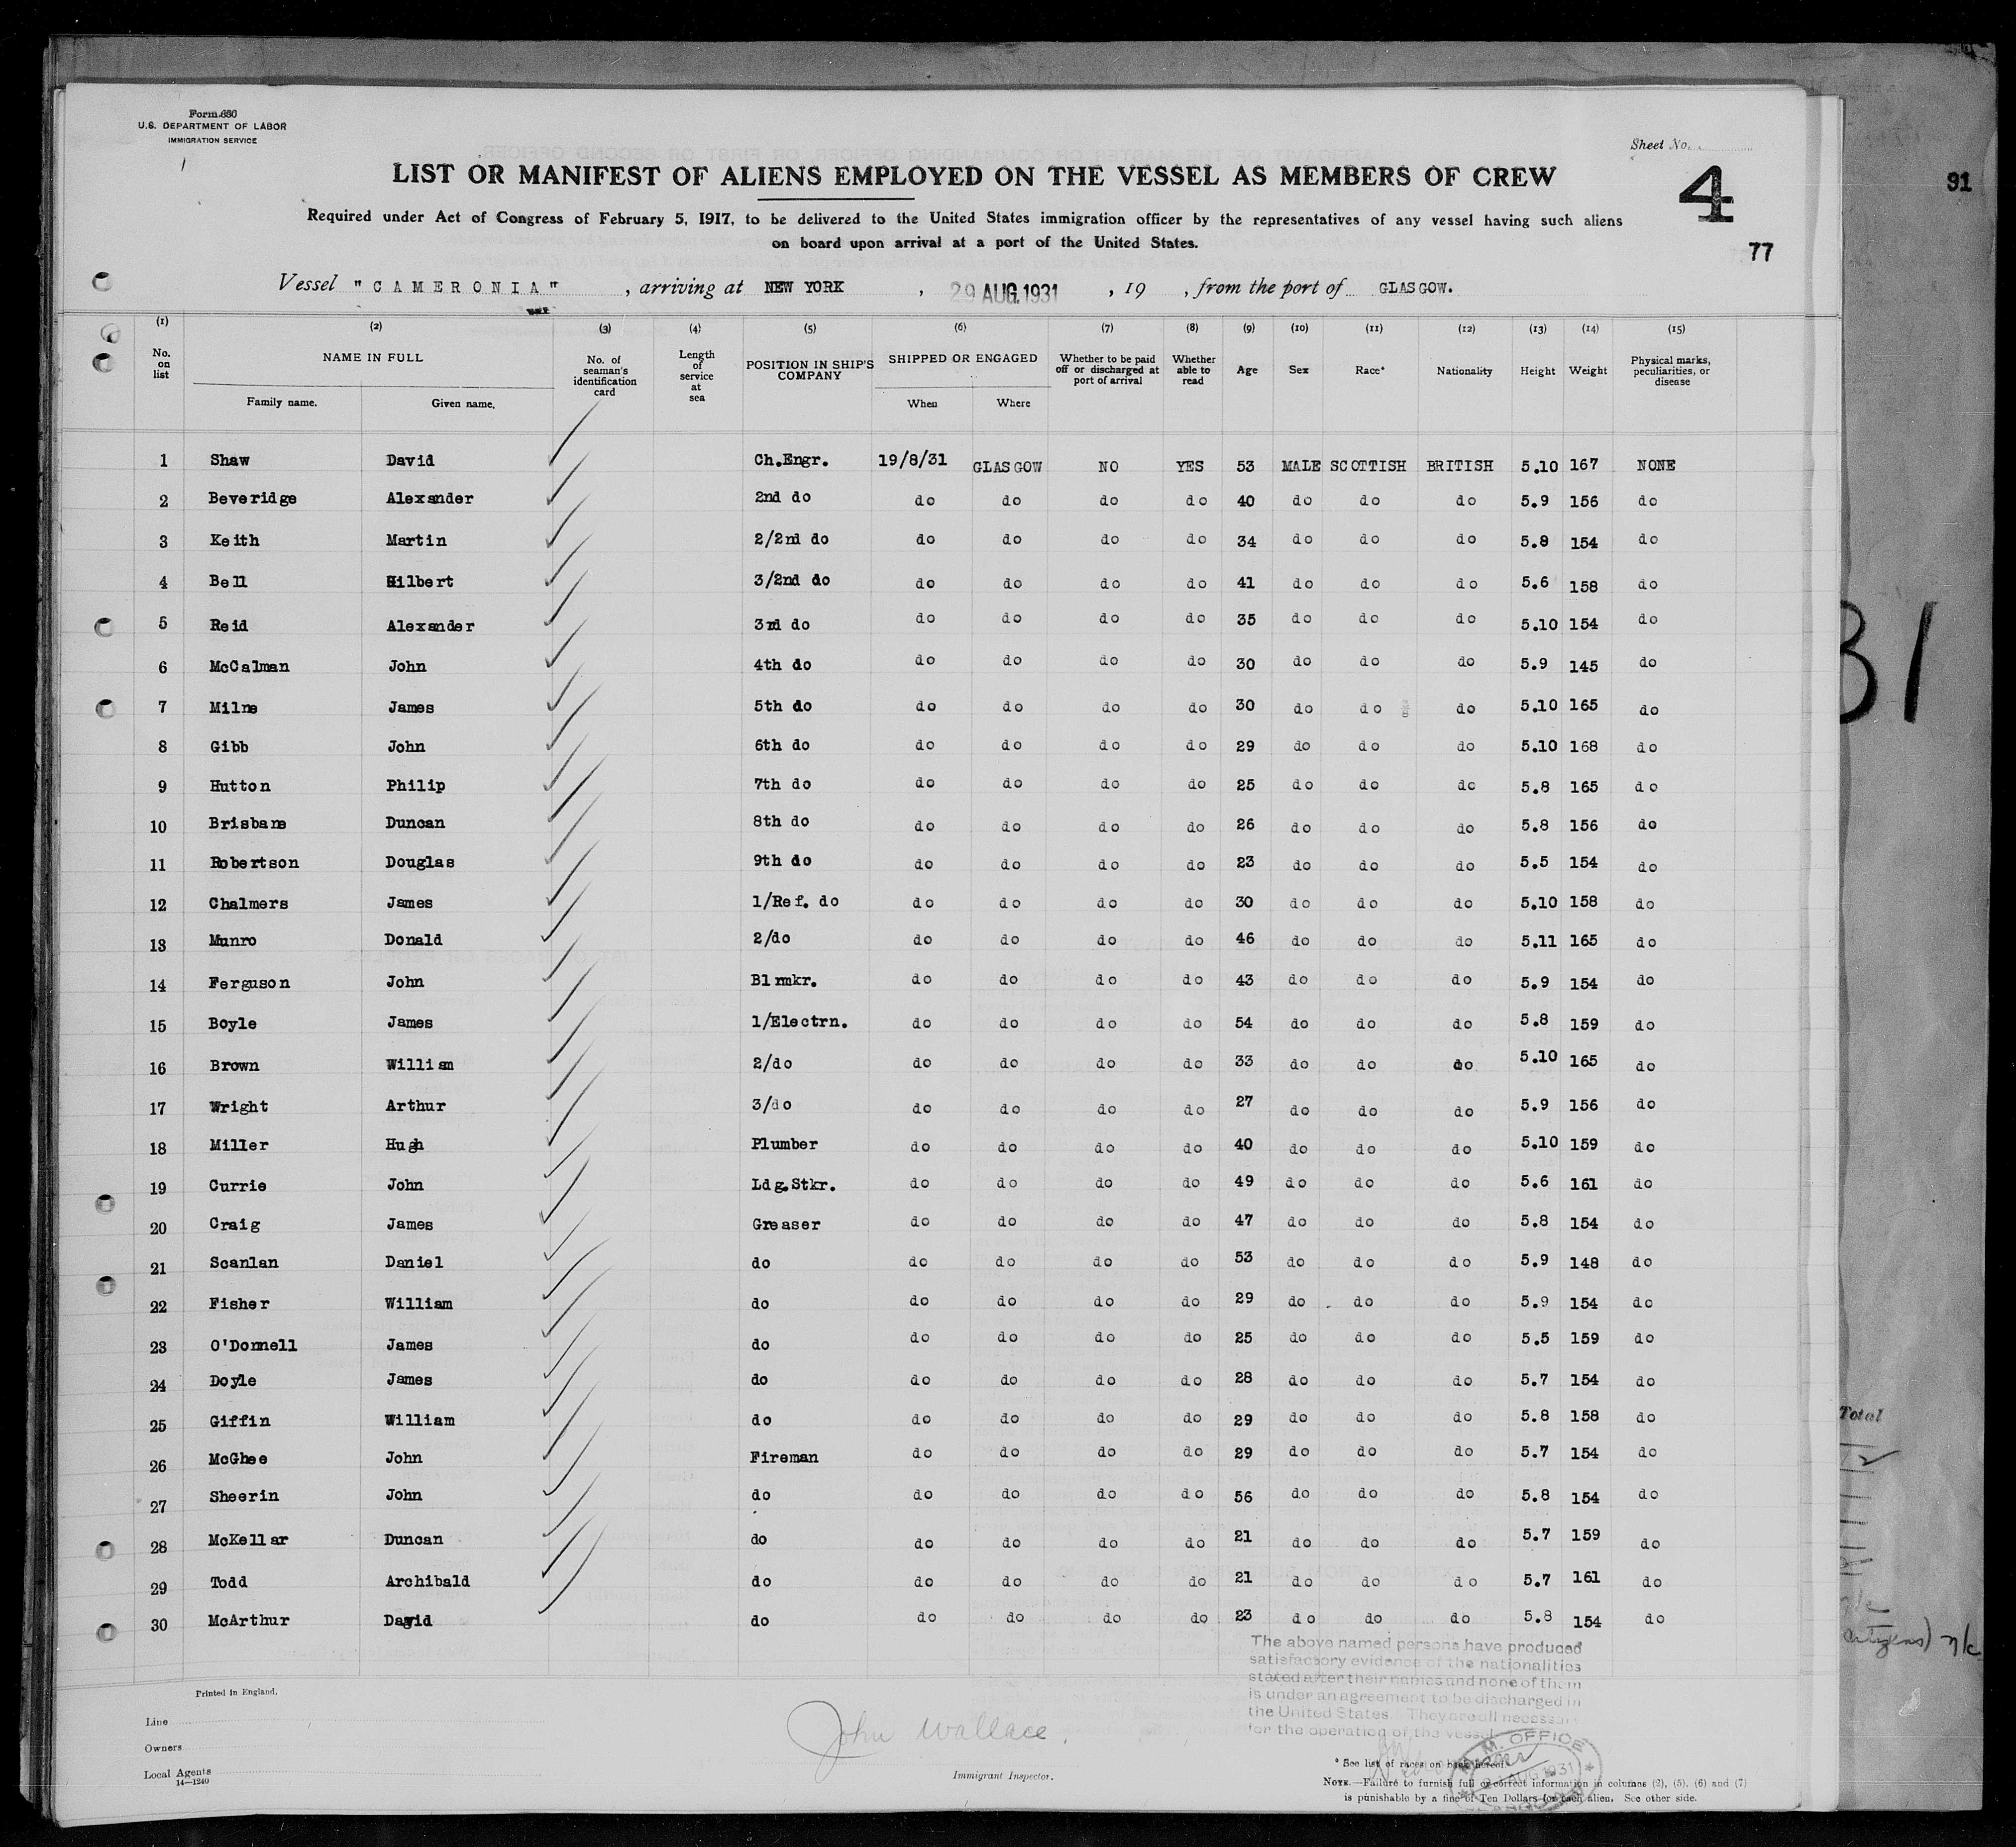 Form 680
U.S. DEPARTMENT OF LABOR
IMMIGRATION SERVICE
Sheet No.
4
91
77
LIST OR MANIFEST OF ALIENS EMPLOYED ON THE VESSEL AS MEMBERS OF CREW
Required under Act of Congress of February 5, 1917, to be delivered to the United States immigration officer by the representatives of any vessel having such aliens
on board upon arrival at a port of the United States.
Vessel "CAMERONIA", arriving at NEW YORK, 29 AUG. 1931, 19 , from the port of GLASGOW.
(1) (2) (3) (4) (5) (6) (7) (8) (9) (10) (11) (12) (13) (14) (15)
No. on list NAME IN FULL Family name. Given name. No. of seaman's identification card Length of service at sea POSITION IN SHIP'S COMPANY SHIPPED OR ENGAGED When Where Whether to be paid off or discharged at port of arrival Whether able to read Age Sex Race* Nationality Height Weight Physical marks, peculiarities, or disease
1 Shaw David Ch.Engr. 19/8/31 GLASGOW NO YES 53 MALE SCOTTISH BRITISH 5.10 167 NONE
2 Beveridge Alexander 2nd do do do do do 40 do do do 5.9 156 do
3 Keith Martin 2/2nd do do do do do 34 do do do 5.8 154 do
4 Bell Gilbert 3/2nd do do do do do 41 do do do 5.6 158 do
5 Reid Alexander 3rd do do do do do 35 do do do 5.10 154 do
6 McCalman John 4th do do do do do 30 do do do 5.9 145 do
7 Milne James 5th do do do do do 30 do do do 5.10 165 do
8 Gibb John 6th do do do do do 29 do do do 5.10 168 do
9 Hutton Philip 7th do do do do do 25 do do do 5.8 165 do
10 Brisbane Duncan 8th do do do do do 26 do do do 5.8 156 do
11 Robertson Douglas 9th do do do do do 23 do do do 5.5 154 do
12 Chalmers James 1/Ref. do do do do do 30 do do do 5.10 158 do
13 Munro Donald 2/do do do do do 46 do do do 5.11 165 do
14 Ferguson John Blrmkr. do do do do 43 do do do 5.9 154 do
15 Boyle James 1/Electrn. do do do do 54 do do do 5.8 159 do
16 Brown William 2/do do do do do 33 do do do 5.10 165 do
17 Wright Arthur 3/do do do do do 27 do do do 5.9 156 do
18 Miller Hugh Plumber do do do do 40 do do do 5.10 159 do
19 Currie John Ldg.Stkr. do do do do 49 do do do 5.6 161 do
20 Craig James Greaser do do do do 47 do do do 5.8 154 do
21 Scanlan Daniel do do do do do 53 do do do 5.9 148 do
22 Fisher William do do do do do 29 do do do 5.9 154 do
23 O'Donnell James do do do do do 25 do do do 5.5 159 do
24 Doyle James do do do do do 28 do do do 5.7 154 do
25 Giffin William do do do do do 29 do do do 5.8 158 do
26 McGhee John Fireman do do do do 29 do do do 5.7 154 do
27 Sheerin John do do do do do 56 do do do 5.8 154 do
28 McKellar Duncan do do do do do 21 do do do 5.7 159 do
29 Todd Archibald do do do do do 21 do do do 5.7 161 do
30 McArthur David do do do do do 23 do do do 5.8 154 do
31
Total
The above named persons have produced
satisfactory evidence of the nationalities
stated after their names and none of them
is under an agreement to be discharged in
the United States. They are all necessary
for the operation of the vessel
Printed in England.
Line
Owners
Local Agents
14—1240
John Wallace.
Immigrant Inspector.
OFFICE
AUG 1931
* See list of races on back hereof.
NOTE.—Failure to furnish full or correct information in columns (2), (5), (6) and (7)
is punishable by a fine of Ten Dollars for each alien. See other side.